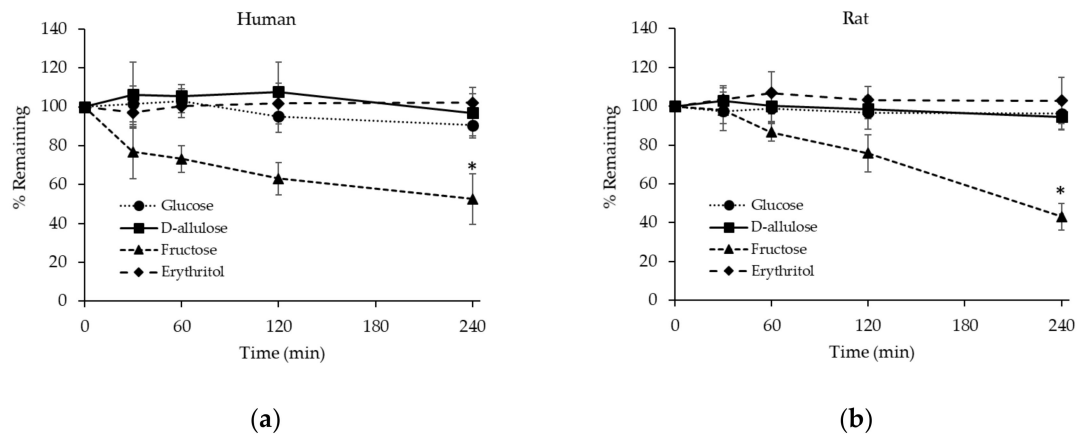 Human
140
120
100
80
60
40
20
0
% Remaining
*
Glucose
D-allulose
Fructose
Erythritol
0 60 120 180 240
Time (min)
(a)
Rat
140
120
100
80
60
40
20
0
% Remaining
*
Glucose
D-allulose
Fructose
Erythritol
0 60 120 180 240
Time (min)
(b)